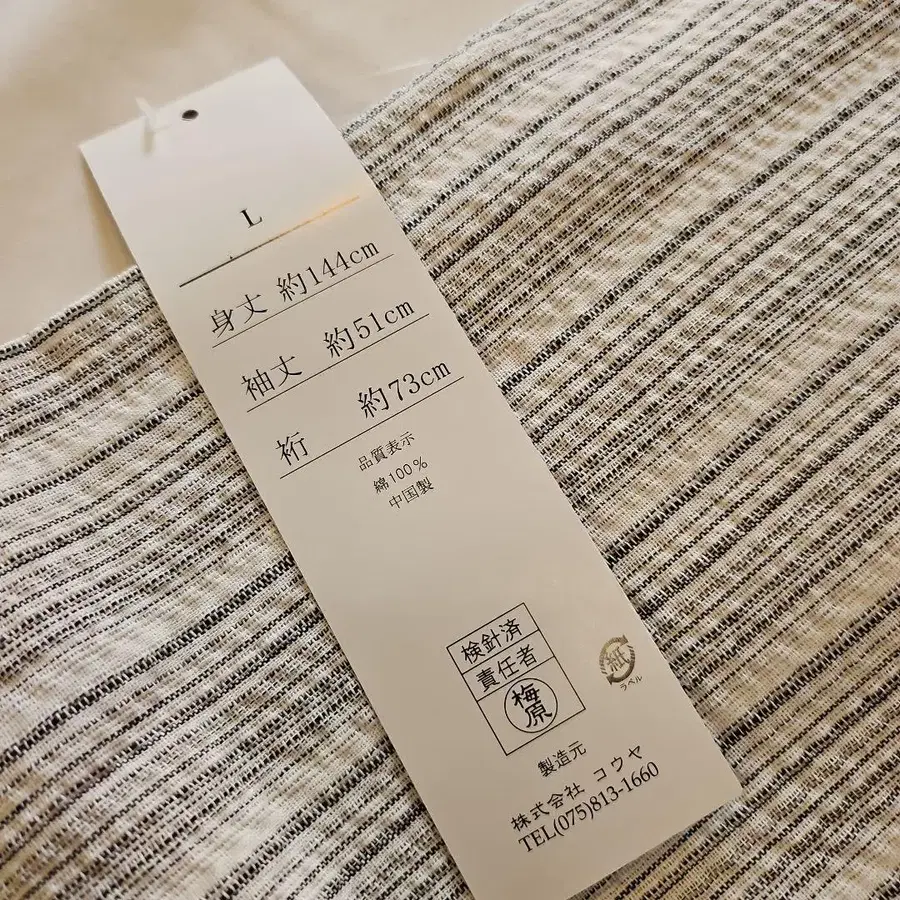 L
身丈 約144cm
袖丈 約51cm
裄 約73cm
品質表示
綿100%
中国製
検針済
責任者
梅原
紙
ラベル
製造元
株式会社 コウヤ
TEL(075)813-1660